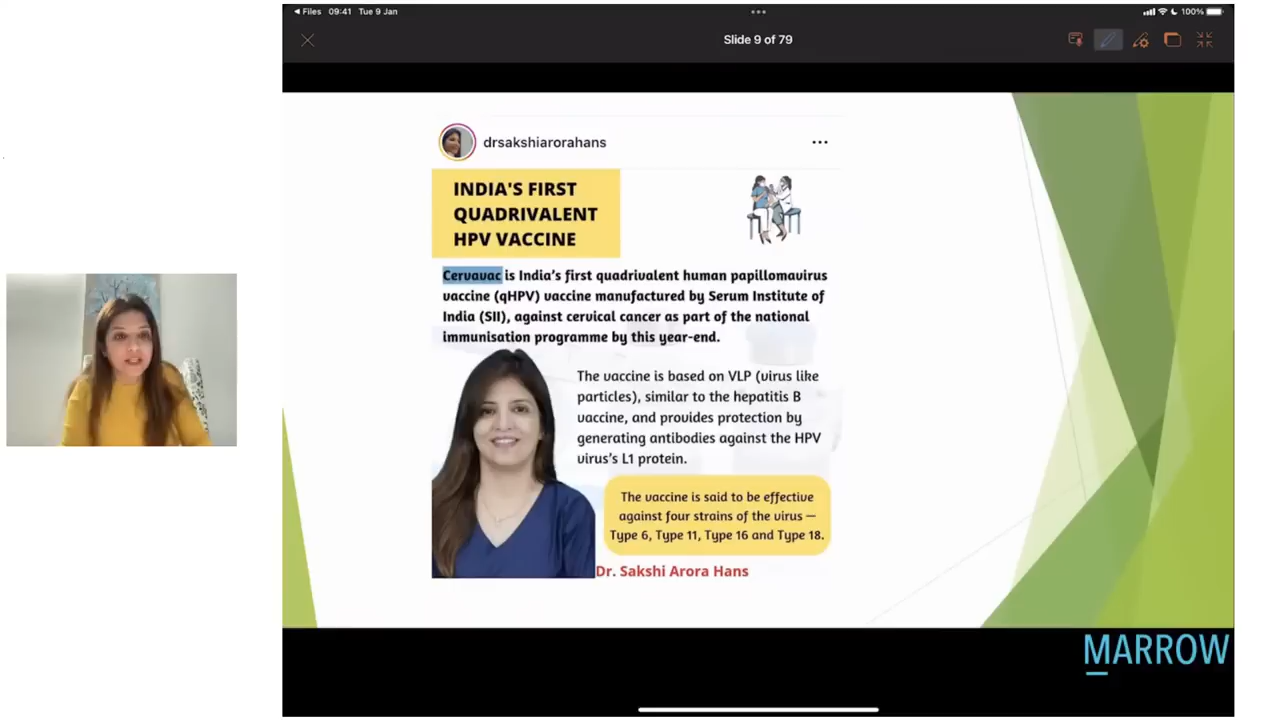 Files 09:41 Tue 9 Jan
100%
Slide 9 of 79
drsakshiarorahans
INDIA'S FIRST
QUADRIVALENT
HPV VACCINE
Cervavac is India's first quadrivalent human papillomavirus
vaccine (qHPV) vaccine manufactured by Serum Institute of
India (SII), against cervical cancer as part of the national
immunisation programme by this year-end.
The vaccine is based on VLP (virus like
particles), similar to the hepatitis B
vaccine, and provides protection by
generating antibodies against the HPV
virus's L1 protein.
The vaccine is said to be effective
against four strains of the virus —
Type 6, Type 11, Type 16 and Type 18.
Dr. Sakshi Arora Hans
MARROW